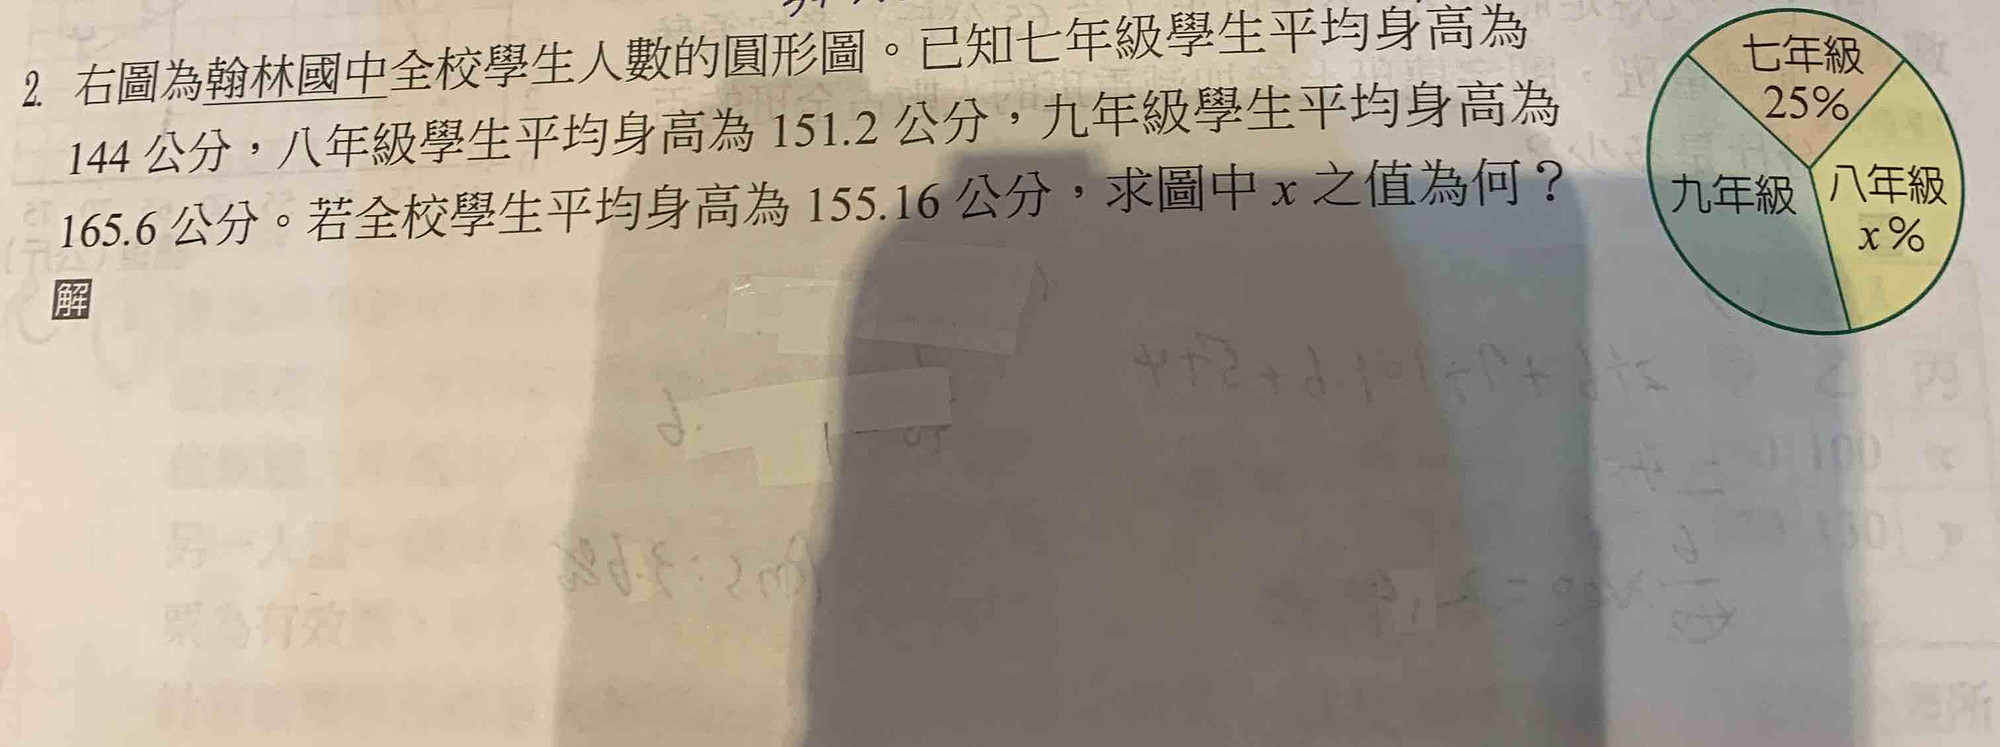 2. 右圖為翰林國中全校學生人數的圓形圖。已知七年級學生平均身高為
144 公分，八年級學生平均身高為 151.2 公分，九年級學生平均身高為
165.6 公分。若全校學生平均身高為 155.16 公分，求圖中 x 之值為何？
解
七年級
25%
九年級
八年級
x%